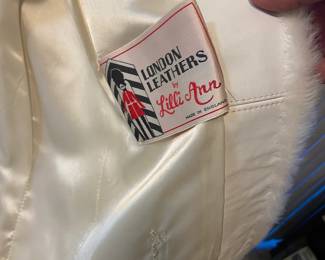 LONDON
LEATHERS
by
Lilli Ann
MADE IN ENGLAND